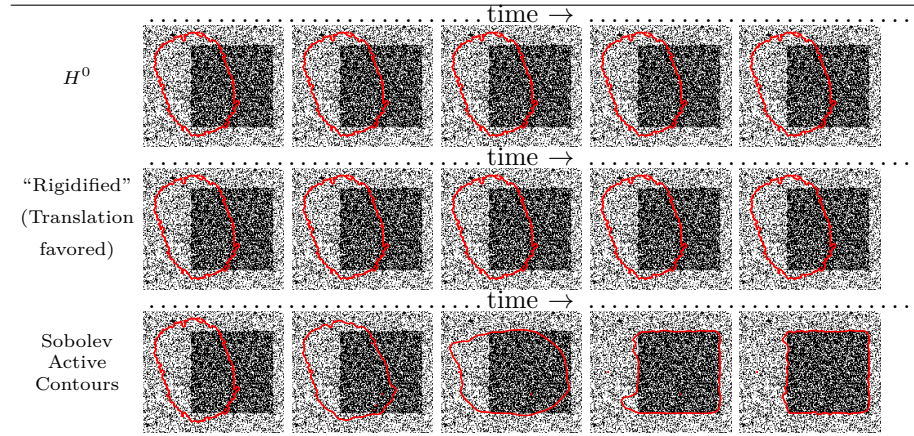 time →
H⁰
time →
“Rigidified”
(Translation
favored)
time →
Sobolev
Active
Contours